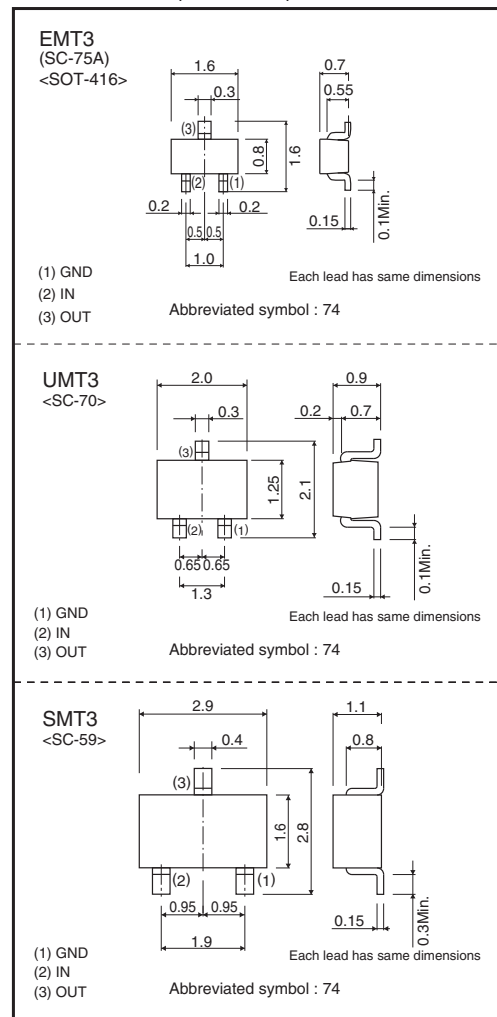 EMT3
(SC-75A)
<SOT-416>
1.6
0.3
(3)
0.8
1.6
(2)
(1)
0.2
0.2
0.5 0.5
1.0
0.7
0.55
0.15
0.1Min.
(1) GND
(2) IN
(3) OUT
Each lead has same dimensions
Abbreviated symbol : 74
UMT3
<SC-70>
2.0
0.3
(3)
1.25
2.1
(2)
(1)
0.65 0.65
1.3
0.9
0.2
0.7
0.15
0.1Min.
(1) GND
(2) IN
(3) OUT
Each lead has same dimensions
Abbreviated symbol : 74
SMT3
<SC-59>
2.9
0.4
(3)
1.6
2.8
(2)
(1)
0.95 0.95
1.9
1.1
0.8
0.15
0.3Min.
(1) GND
(2) IN
(3) OUT
Each lead has same dimensions
Abbreviated symbol : 74